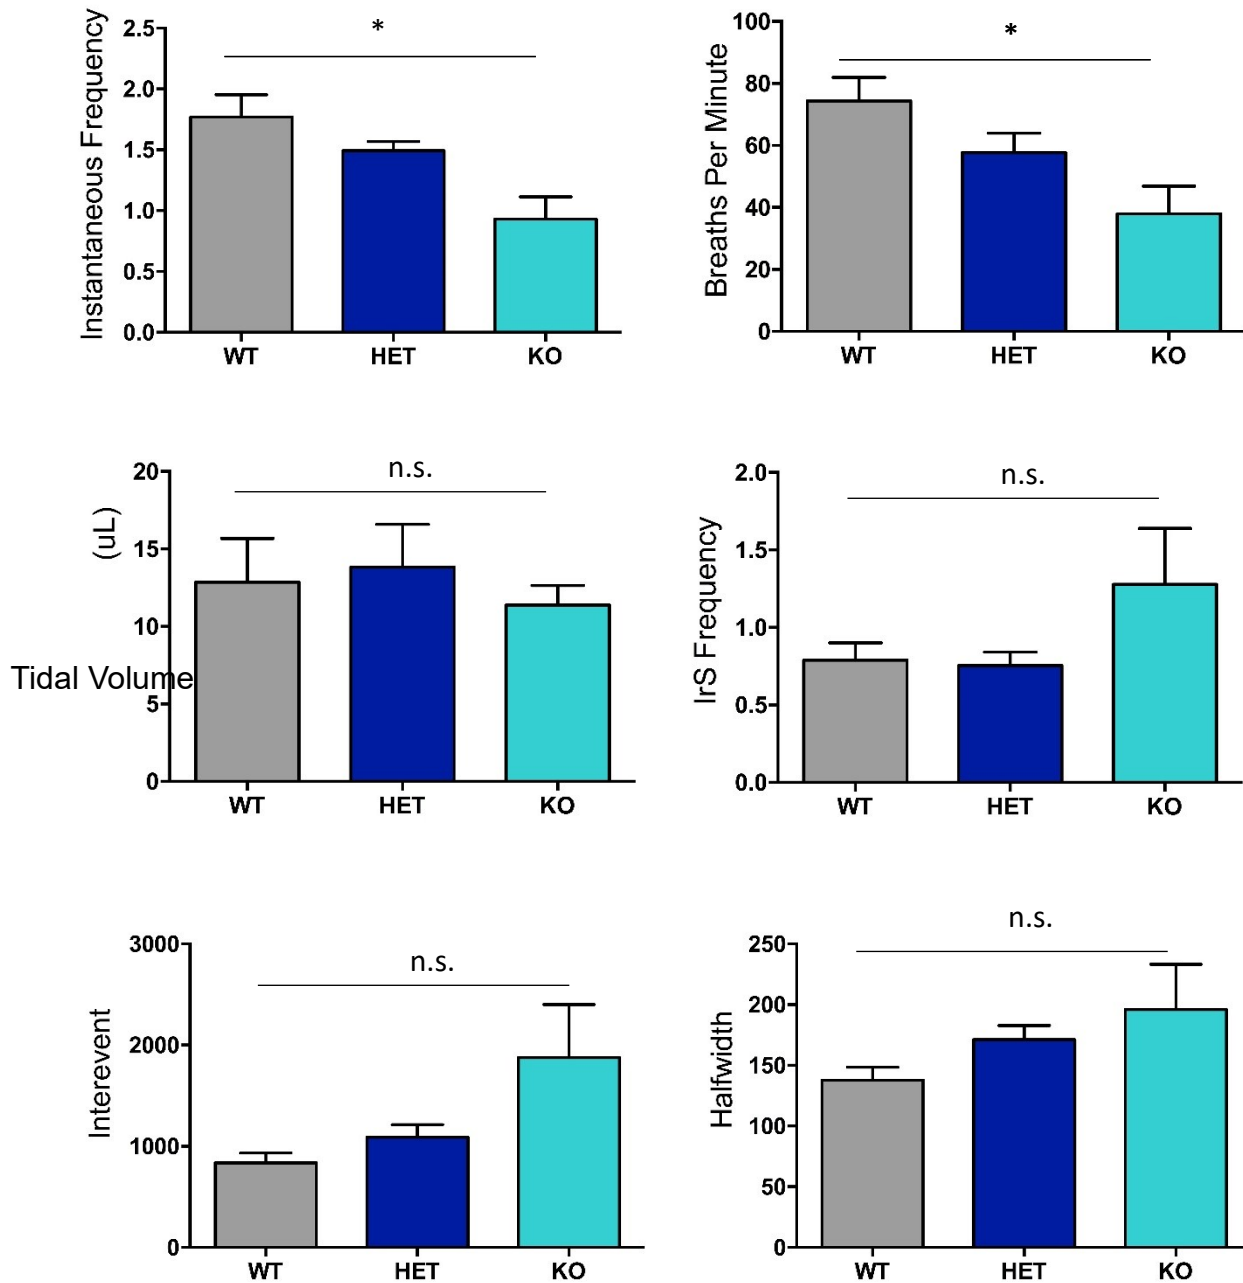 Instantaneous Frequency
2.5
2.0
1.5
1.0
0.5
0.0
*
WT HET KO
Breaths Per Minute
100
80
60
40
20
0
*
WT HET KO
Tidal Volume
(uL)
20
15
10
5
0
n.s.
WT HET KO
IrS Frequency
2.0
1.5
1.0
0.5
0.0
n.s.
WT HET KO
Interevent
3000
2000
1000
0
n.s.
WT HET KO
Halfwidth
250
200
150
100
50
0
n.s.
WT HET KO